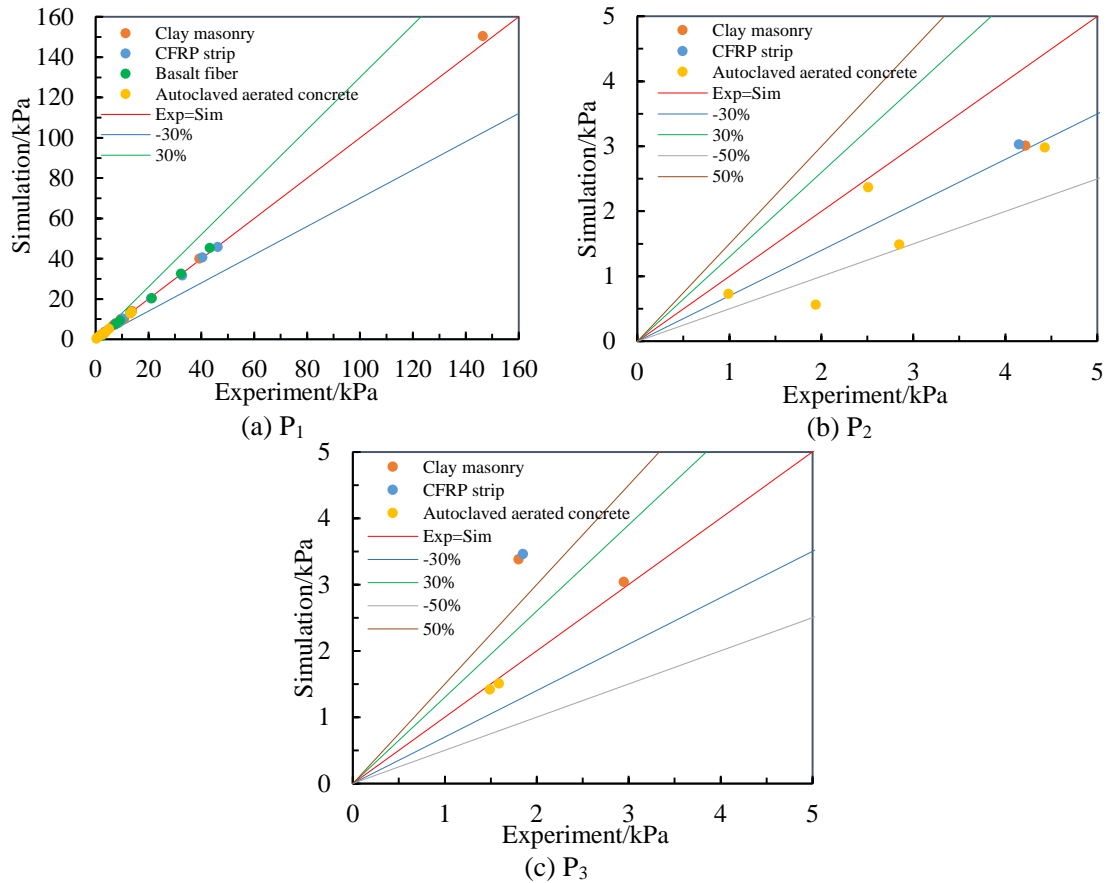 160
140
120
100
80
60
40
20
0
Simulation/kPa
Clay masonry
CFRP strip
Basalt fiber
Autoclaved aerated concrete
Exp=Sim
-30%
30%
0 20 40 60 80 100 120 140 160
Experiment/kPa
(a) P₁
5
4
3
2
1
0
Simulation/kPa
Clay masonry
CFRP strip
Autoclaved aerated concrete
Exp=Sim
-30%
30%
-50%
50%
0 1 2 3 4 5
Experiment/kPa
(b) P₂
5
4
3
2
1
0
Simulation/kPa
Clay masonry
CFRP strip
Autoclaved aerated concrete
Exp=Sim
-30%
30%
-50%
50%
0 1 2 3 4 5
Experiment/kPa
(c) P₃